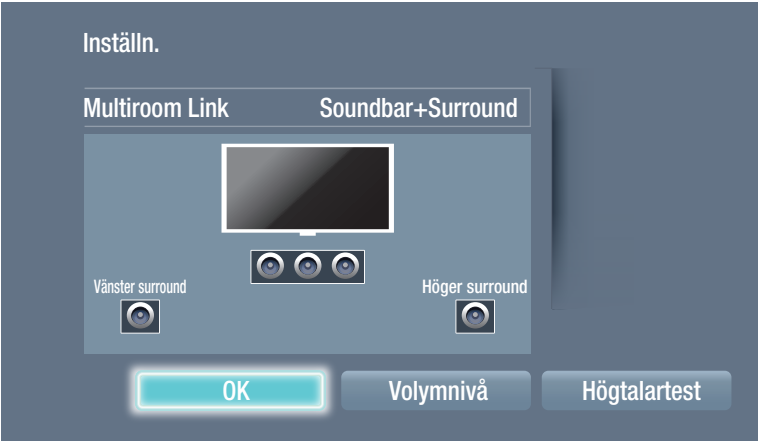 Inställn.
Multiroom Link Soundbar+Surround
Vänster surround Höger surround
OK Volymnivå Högtalartest